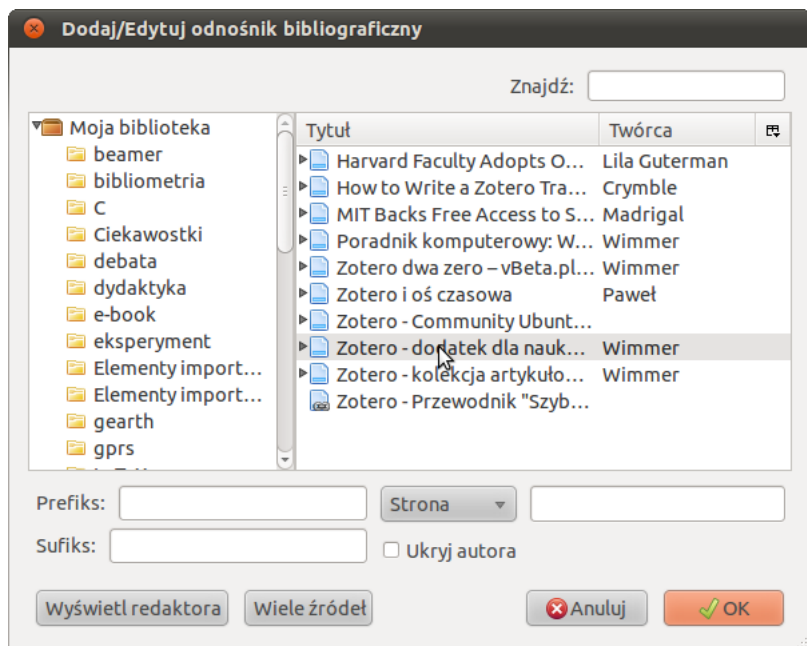 Dodaj/Edytuj odnośnik bibliograficzny
Znajdź:
Moja biblioteka
beamer
bibliometria
C
Ciekawostki
debata
dydaktyka
e-book
eksperyment
Elementy import...
Elementy import...
gearth
gprs
Tytuł Twórca
Harvard Faculty Adopts O... Lila Guterman
How to Write a Zotero Tra... Crymble
MIT Backs Free Access to S... Madrigal
Poradnik komputerowy: W... Wimmer
Zotero dwa zero – vBeta.pl... Wimmer
Zotero i oś czasowa Paweł
Zotero - Community Ubunt...
Zotero - dodatek dla nauk... Wimmer
Zotero - kolekcja artykuło... Wimmer
Zotero - Przewodnik "Szyb...
Prefiks: Strona
Sufiks: Ukryj autora
Wyświetl redaktora Wiele źródeł Anuluj OK